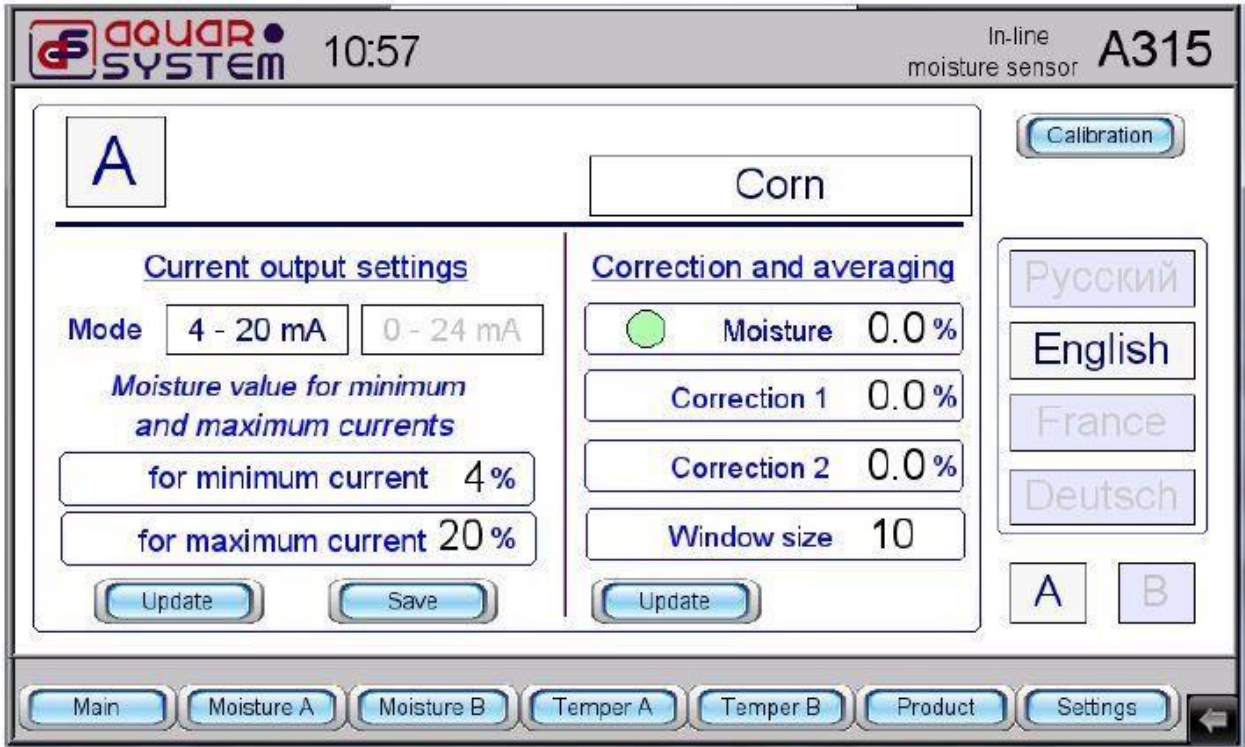 AQUAR
SYSTEM
10:57
In-line
moisture sensor
A315
A
Corn
Calibration
Current output settings
Mode 4 - 20 mA 0 - 24 mA
Moisture value for minimum
and maximum currents
for minimum current 4 %
for maximum current 20 %
Update Save
Correction and averaging
Moisture 0.0 %
Correction 1 0.0 %
Correction 2 0.0 %
Window size 10
Update
Русский
English
France
Deutsch
A B
Main Moisture A Moisture B Temper A Temper B Product Settings